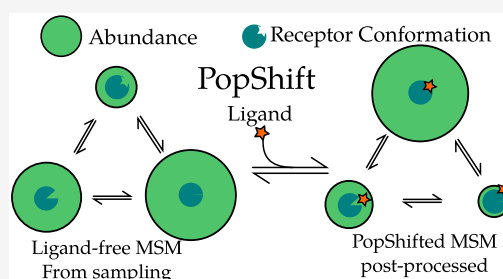 Abundance
Receptor Conformation
PopShift
Ligand
Ligand-free MSM
From sampling
PopShifted MSM
post-processed